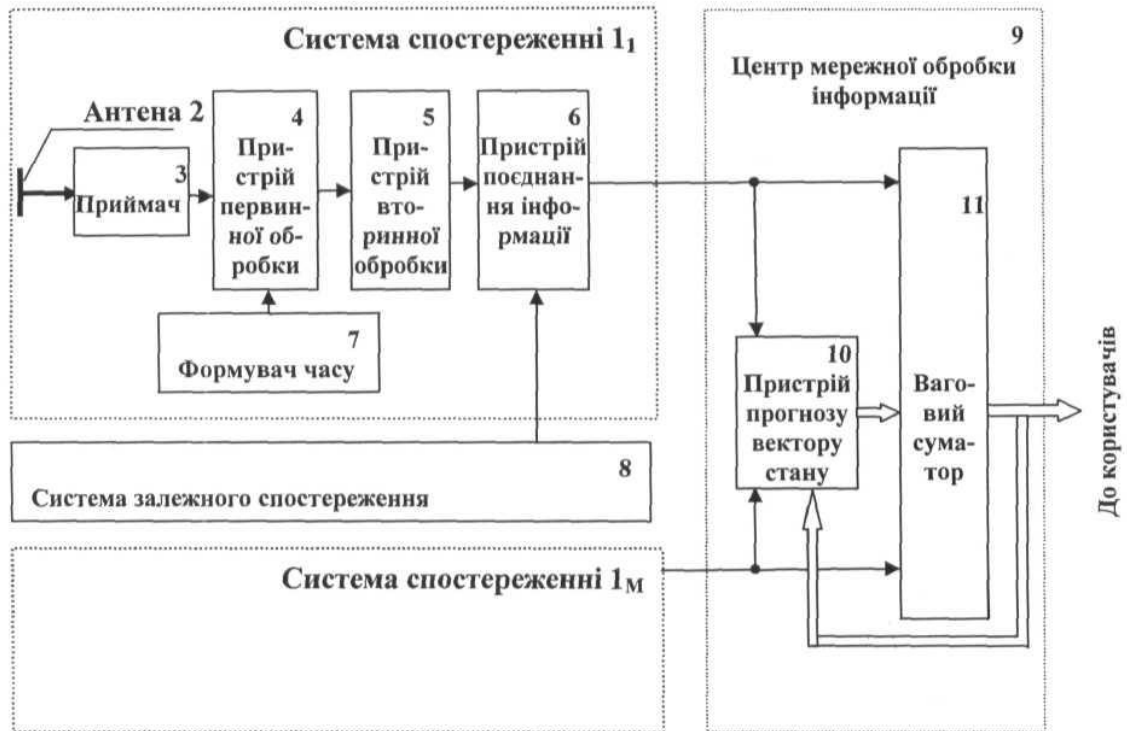 Система спостереженні 1₁
Антена 2
3
Приймач
4
При-
стрій
первин-
ної об-
робки
5
При-
стрій
вто-
ринної
обробки
6
Пристрій
поєднан-
ня інфо-
рмації
7
Формувач часу
8
Система залежного спостереження
Система спостереженні 1М
9
Центр мережної обробки
інформації
10
Пристрій
прогнозу
вектору
стану
11
Ваго-
вий
сума-
тор
До користувачів